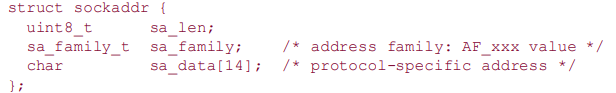 struct sockaddr {
  uint8_t      sa_len;
  sa_family_t  sa_family;    /* address family: AF_xxx value */
  char         sa_data[14];  /* protocol-specific address */
};